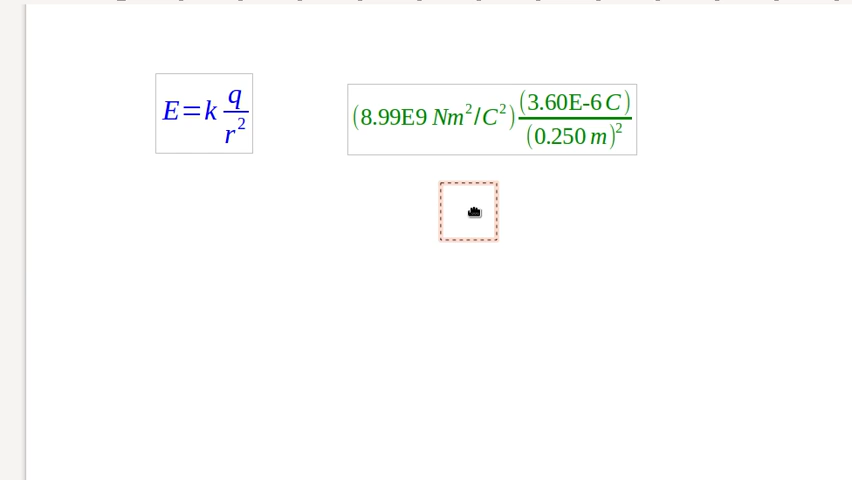 E=k q/r²
(8.99E9 Nm²/C²) (3.60E-6 C)/(0.250 m)²